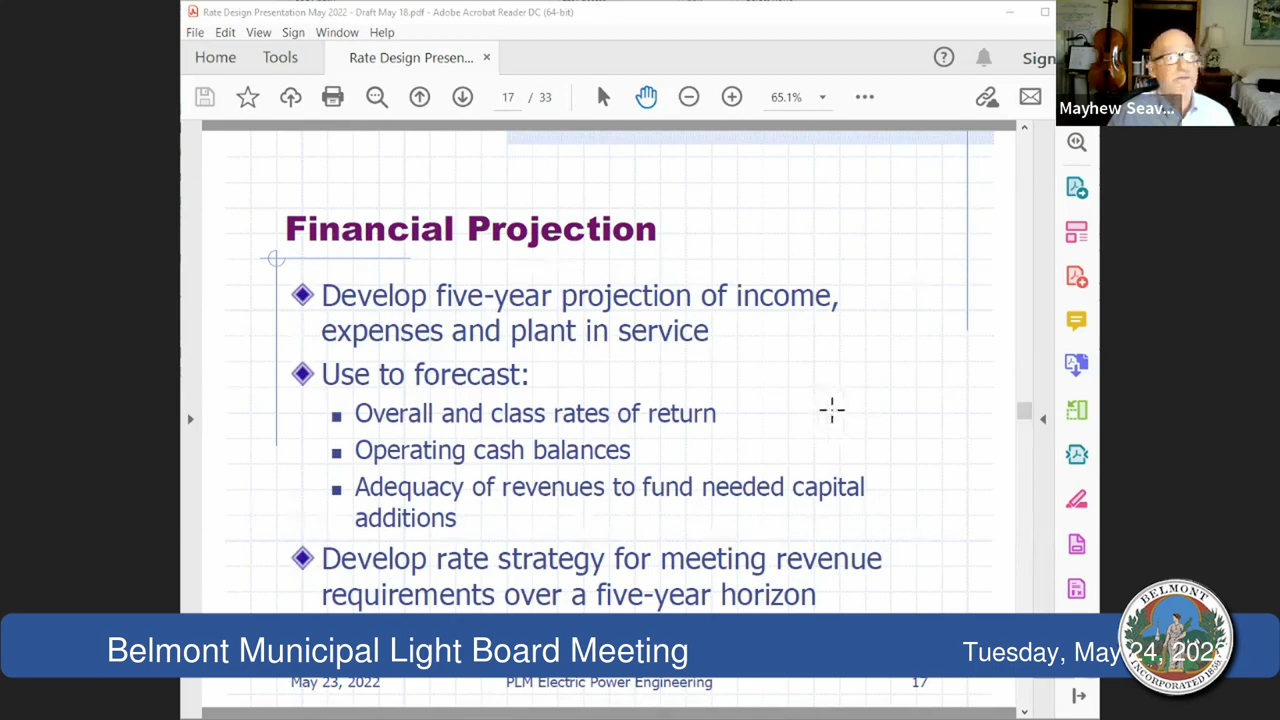 Rate Design Presentation May 2022 - Draft May 18.pdf - Adobe Acrobat Reader DC (64-bit)
File Edit View Sign Window Help
Home Tools Rate Design Presen... × Sign
17 / 33 65.1%
Mayhew Seav...
Financial Projection
Develop five-year projection of income,
expenses and plant in service
Use to forecast:
Overall and class rates of return
Operating cash balances
Adequacy of revenues to fund needed capital
additions
Develop rate strategy for meeting revenue
requirements over a five-year horizon
Belmont Municipal Light Board Meeting
Tuesday, May 24, 202
BELMONT
INCORPORATED 1859
May 23, 2022 PLM Electric Power Engineering 17